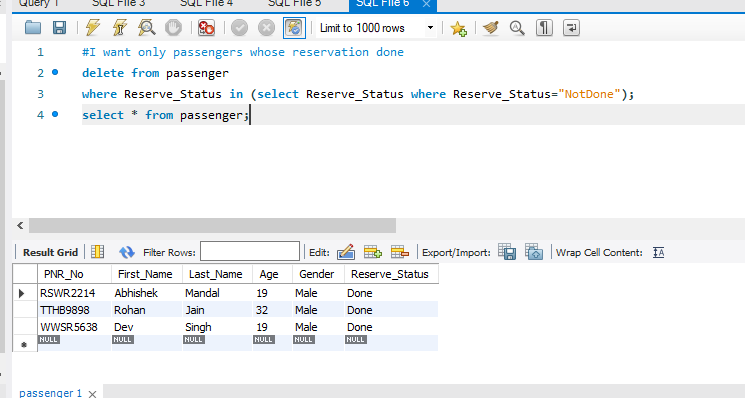 Query 1 SQL File 3 SQL File 4 SQL File 5 SQL File 6
Limit to 1000 rows
1 #I want only passengers whose reservation done
2 delete from passenger
3 where Reserve_Status in (select Reserve_Status where Reserve_Status="NotDone");
4 select * from passenger;
Result Grid Filter Rows: Edit: Export/Import: Wrap Cell Content: IA
PNR_No First_Name Last_Name Age Gender Reserve_Status
RSWR2214 Abhishek Mandal 19 Male Done
TTHB9898 Rohan Jain 32 Male Done
WWSR5638 Dev Singh 19 Male Done
NULL NULL NULL NULL NULL NULL
passenger 1